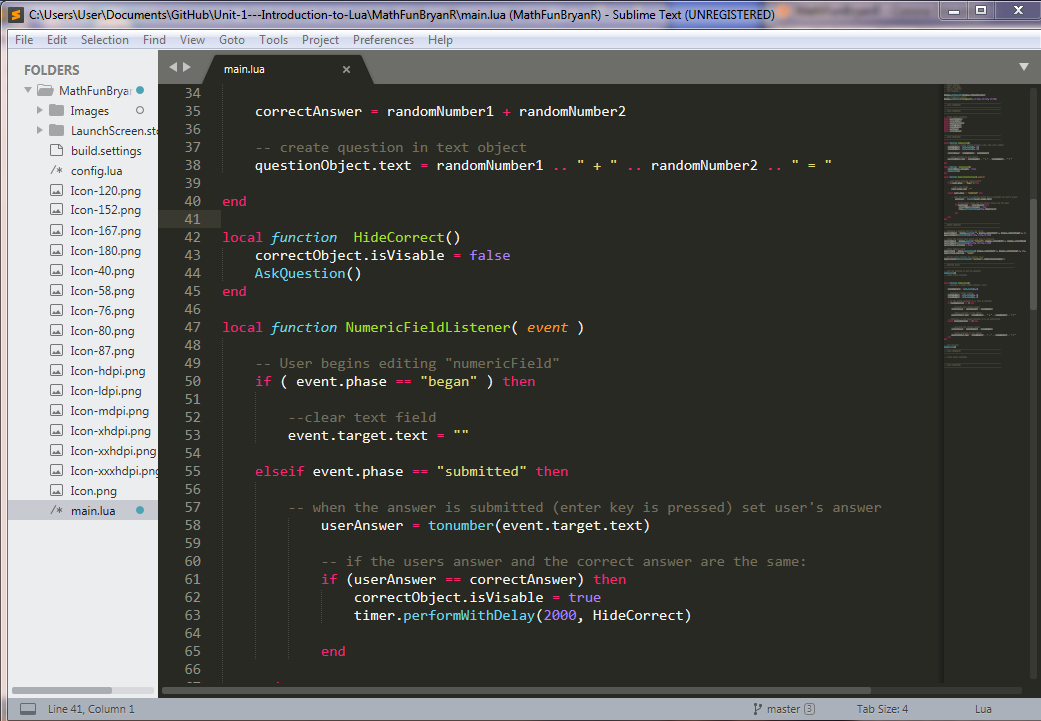 C:\Users\User\Documents\GitHub\Unit-1---Introduction-to-Lua\MathFunBryanR\main.lua (MathFunBryanR) - Sublime Text (UNREGISTERED)
File Edit Selection Find View Goto Tools Project Preferences Help
FOLDERS
MathFunBryan
Images
LaunchScreen.sto
build.settings
/* config.lua
Icon-120.png
Icon-152.png
Icon-167.png
Icon-180.png
Icon-40.png
Icon-58.png
Icon-76.png
Icon-80.png
Icon-87.png
Icon-hdpi.png
Icon-ldpi.png
Icon-mdpi.png
Icon-xhdpi.png
Icon-xxhdpi.png
Icon-xxxhdpi.png
Icon.png
/* main.lua
main.lua
34
35 correctAnswer = randomNumber1 + randomNumber2
36
37 -- create question in text object
38 questionObject.text = randomNumber1 .. " + " .. randomNumber2 .. " = "
39
40 end
41
42 local function  HideCorrect()
43 correctObject.isVisable = false
44 AskQuestion()
45 end
46
47 local function NumericFieldListener( event )
48
49 -- User begins editing "numericField"
50 if ( event.phase == "began" ) then
51
52 --clear text field
53 event.target.text = ""
54
55 elseif event.phase == "submitted" then
56
57 -- when the answer is submitted (enter key is pressed) set user's answer
58 userAnswer = tonumber(event.target.text)
59
60 -- if the users answer and the correct answer are the same:
61 if (userAnswer == correctAnswer) then
62 correctObject.isVisable = true
63 timer.performWithDelay(2000, HideCorrect)
64
65 end
66
Line 41, Column 1
master 3
Tab Size: 4
Lua